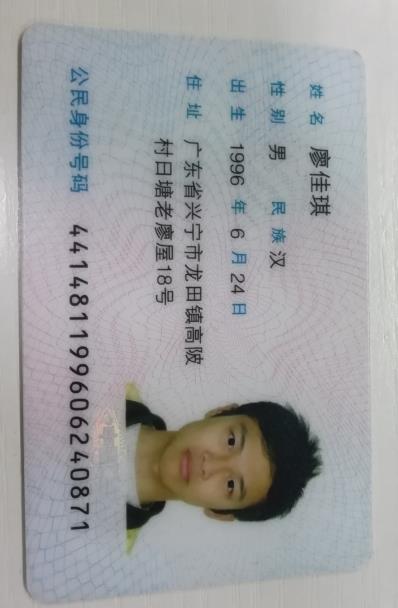 姓名 廖佳琪
性别 男 民族 汉
出生 1996 年 6 月 24 日
住址 广东省兴宁市龙田镇高陂
村日塘老廖屋18号
公民身份号码 441481199606240871